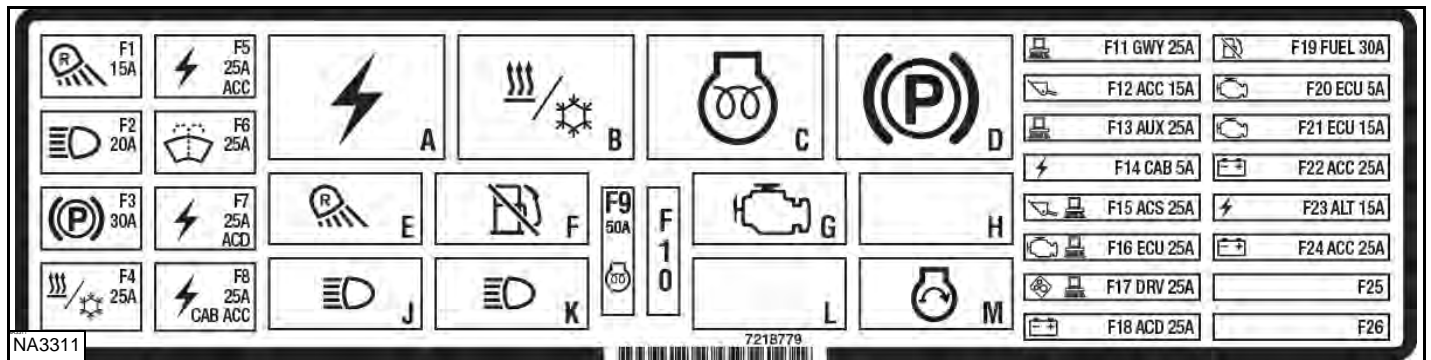 F1
15A
F2
20A
F3
30A
F4
25A
F5
25A
ACC
F6
25A
F7
25A
ACD
F8
25A
CAB ACC
A
B
C
P
D
R
E
F
F9
50A
F
1
0
G
H
J
K
L
M
F11 GWY 25A
F12 ACC 15A
F13 AUX 25A
F14 CAB 5A
F15 ACS 25A
F16 ECU 25A
F17 DRV 25A
F18 ACD 25A
F19 FUEL 30A
F20 ECU 5A
F21 ECU 15A
F22 ACC 25A
F23 ALT 15A
F24 ACC 25A
F25
F26
7218779
NA3311